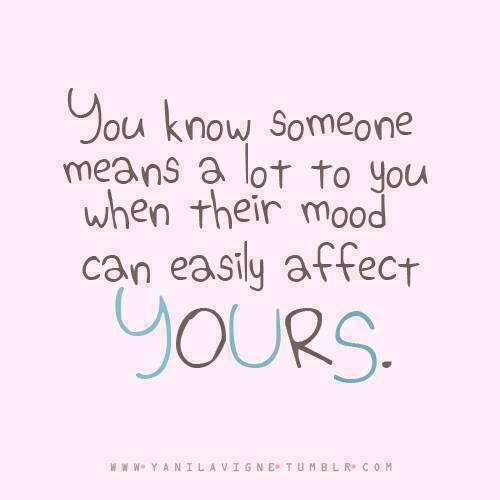 You know someone
means a lot to you
when their mood
can easily affect
YOURS.
WWW•YANILAVIGNE•TUMBLR•COM